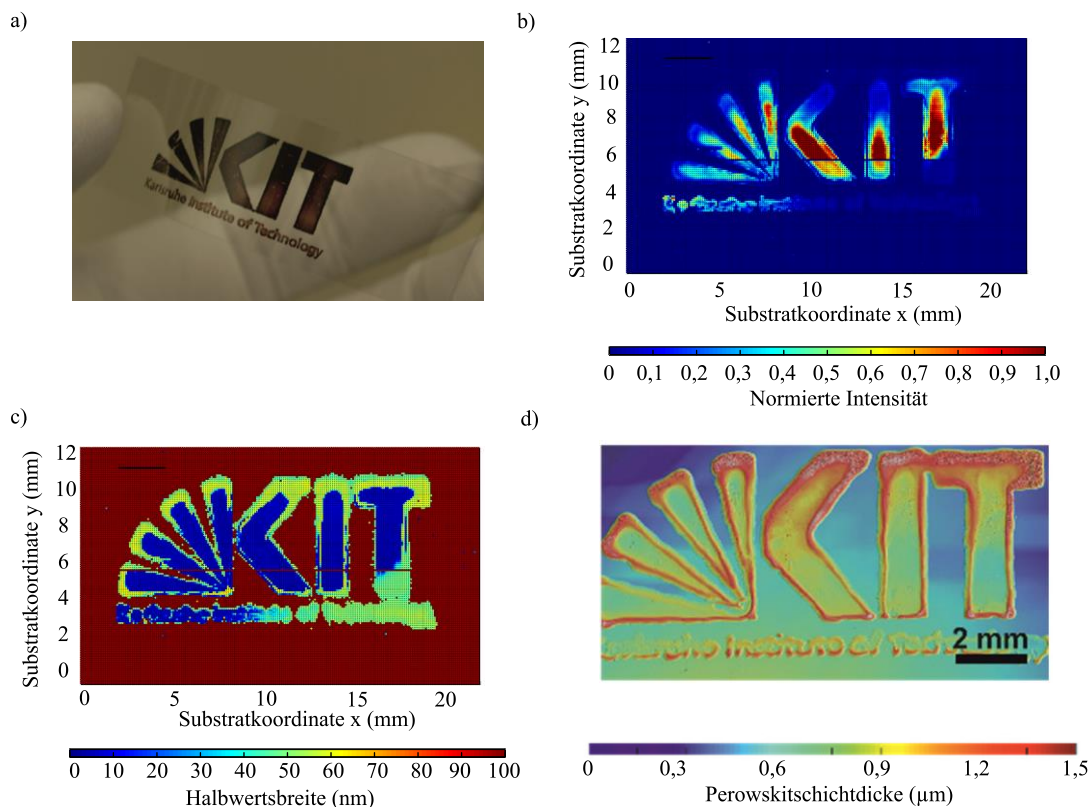 a)
KIT
Karlsruhe Institute of Technology
b)
12
10
8
6
4
2
0
Substratkoordinate y (mm)
0 5 10 15 20
Substratkoordinate x (mm)
0 0,1 0,2 0,3 0,4 0,5 0,6 0,7 0,8 0,9 1,0
Normierte Intensität
KIT
c)
12
10
8
6
4
2
0
Substratkoordinate y (mm)
0 5 10 15 20
Substratkoordinate x (mm)
0 10 20 30 40 50 60 70 80 90 100
Halbwertsbreite (nm)
KIT
d)
KIT
Institute of
2 mm
0 0,3 0,6 0,9 1,2 1,5
Perowskitschichtdicke (µm)